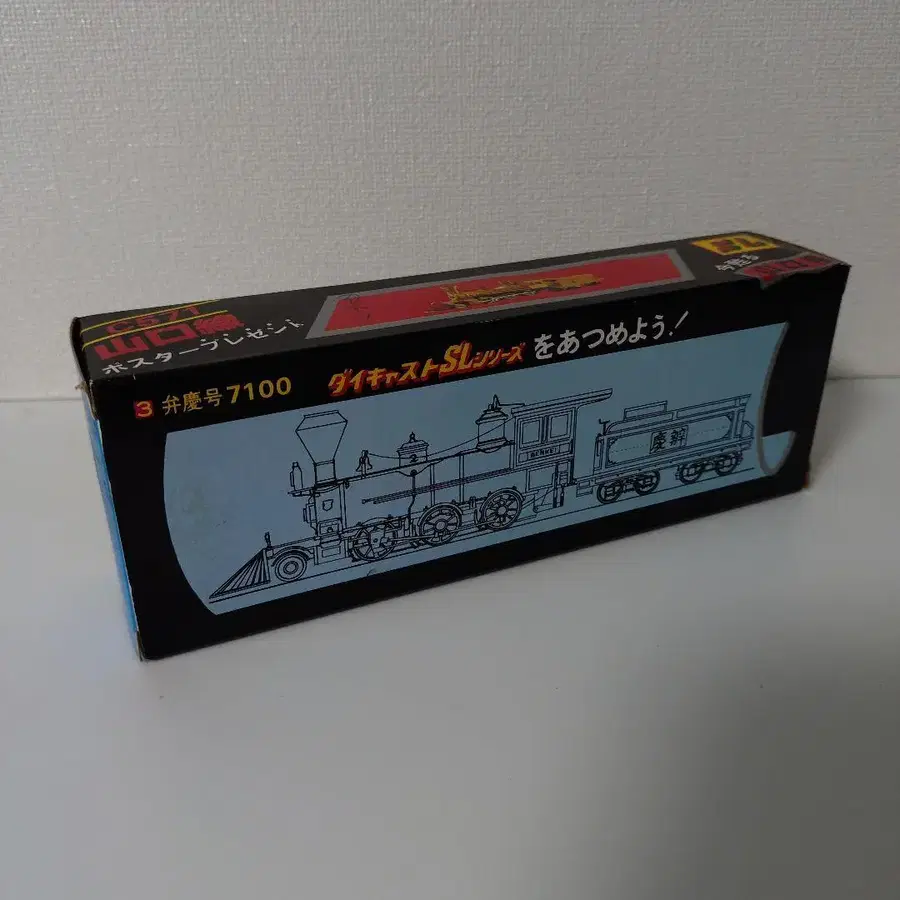 C571
山口線
ポスタープレゼント
3 弁慶号7100
ダイキャストSLシリーズをあつめよう!
BENKEI
慶辨